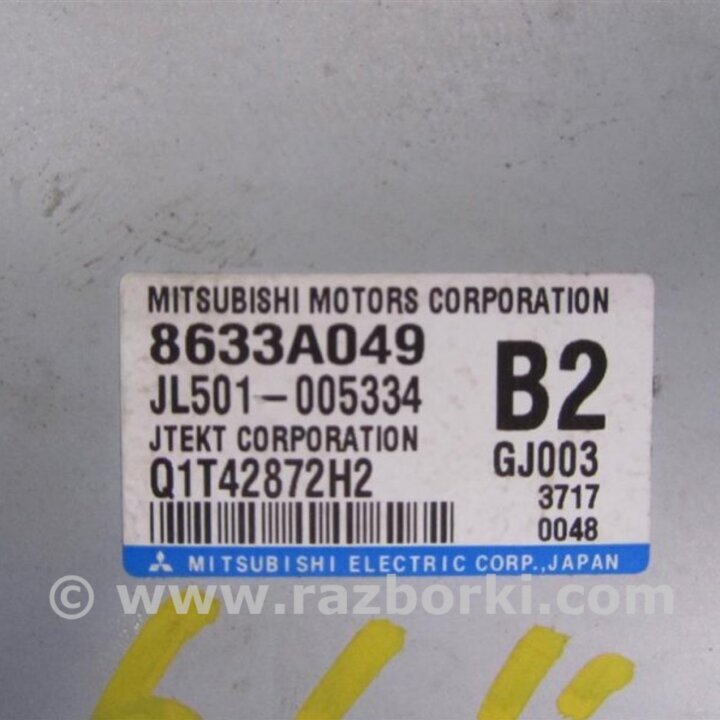 MITSUBISHI MOTORS CORPORATION
8633A049
B2
JL501-005334
JTEKT CORPORATION
GJ003
Q1T42872H2
3717
0048
MITSUBISHI ELECTRIC CORP., JAPAN
© www.razborki.com